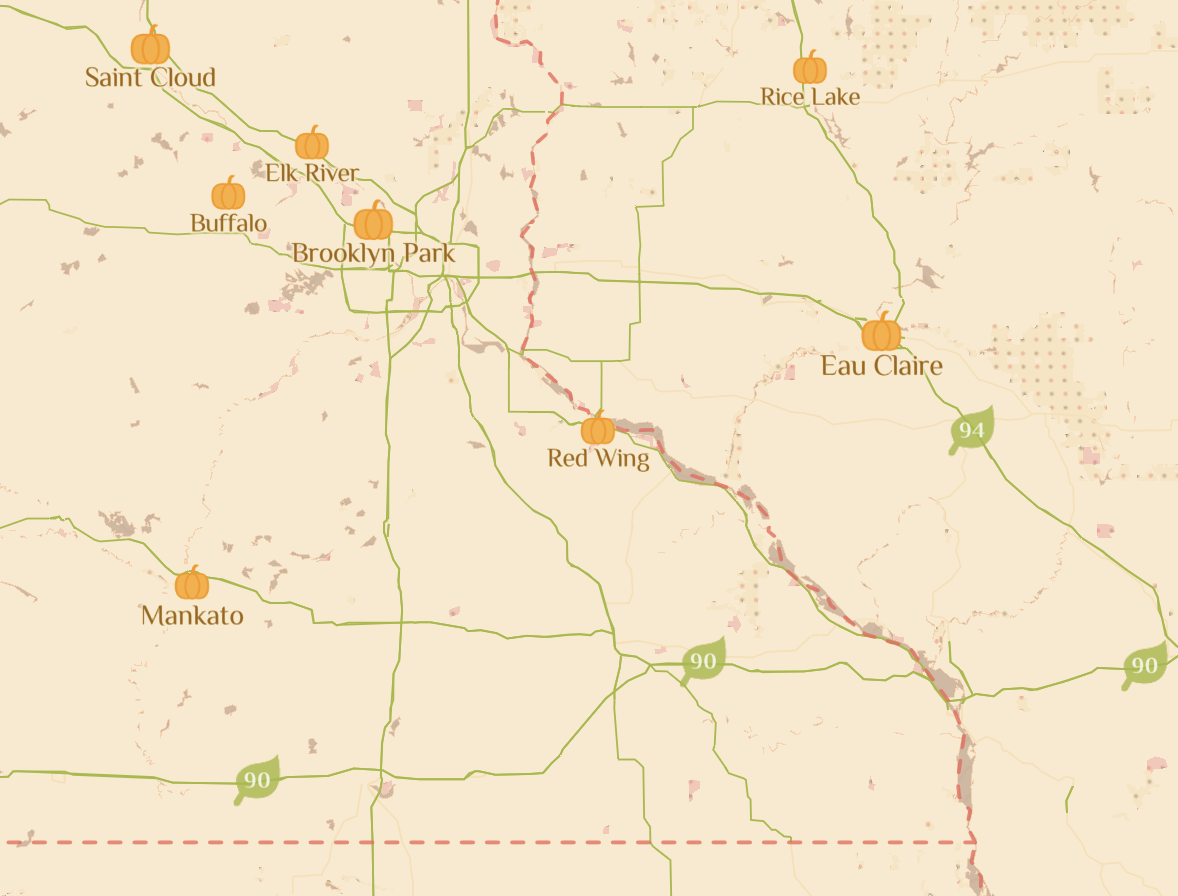 Saint Cloud
Rice Lake
Elk River
Buffalo
Brooklyn Park
Eau Claire
94
Red Wing
Mankato
90
90
90